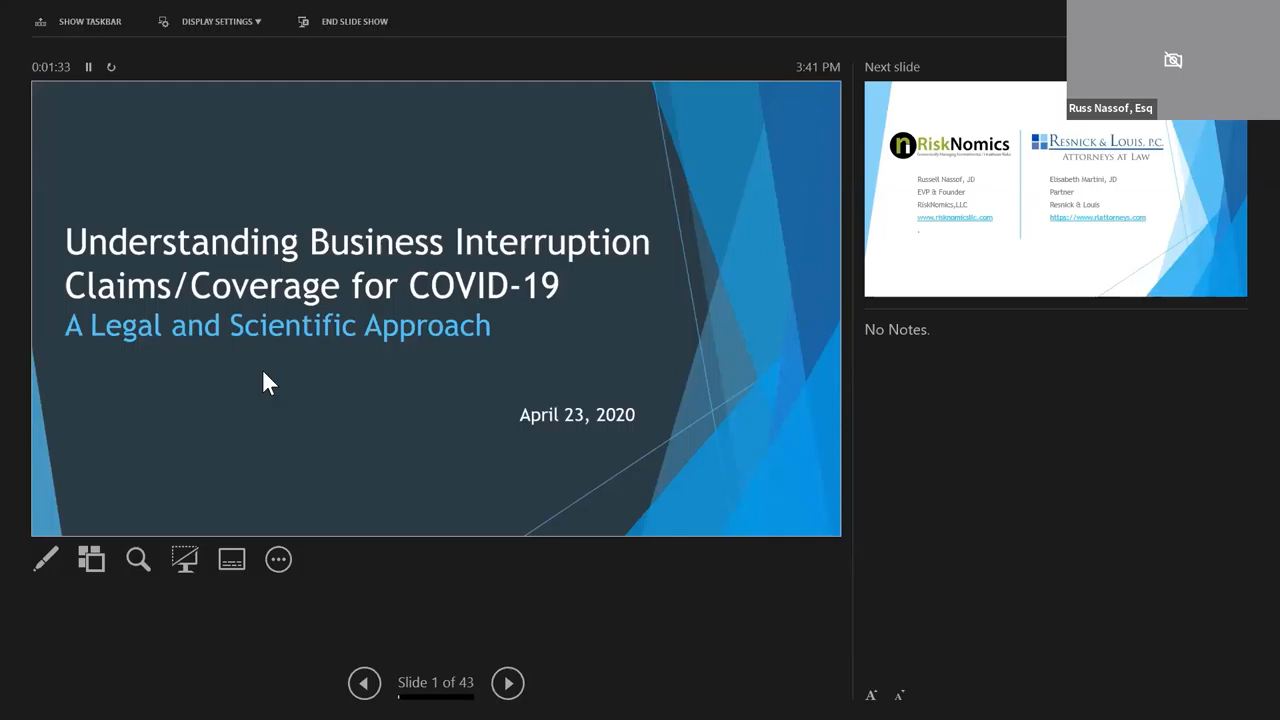 SHOW TASKBAR
DISPLAY SETTINGS
END SLIDE SHOW
0:01:33
3:41 PM
Understanding Business Interruption
Claims/Coverage for COVID-19
A Legal and Scientific Approach
April 23, 2020
Slide 1 of 43
Next slide
Russ Nassof, Esq
n RiskNomics
RESNICK & LOUIS, P.C.
ATTORNEYS AT LAW
Russell Nassof, JD
EVP & Founder
RiskNomics,LLC
www.risknomicsllc.com
.
Elisabeth Martini, JD
Partner
Resnick & Louis
https://www.rlattorneys.com
No Notes.
A A